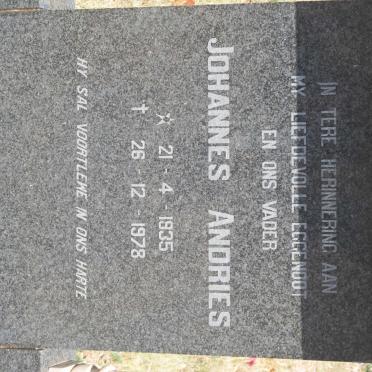 IN TERE HERINNERING AAN
MY LIEFDEVOLLE EGGENOOT
EN ONS VADER
JOHANNES ANDRIES
☆ 21 - 4 - 1935
† 26 - 12 - 1978
HY SAL VOORTLEWE IN ONS HARTE